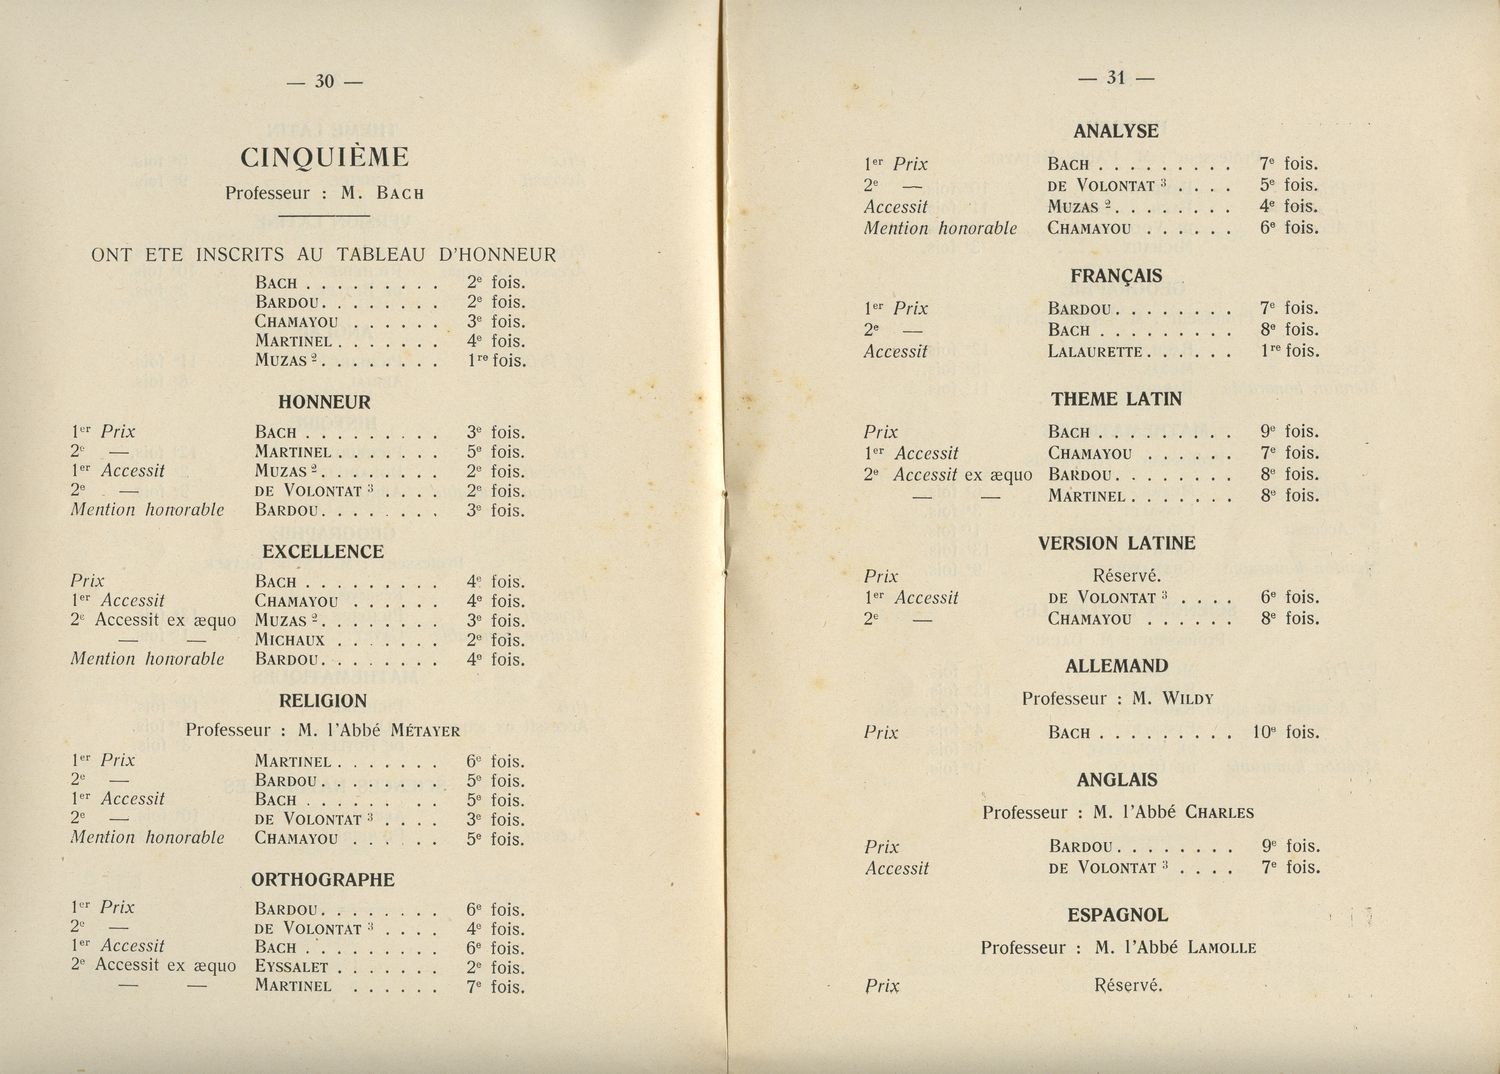 — 30 —
CINQUIÈME
Professeur : M. BACH
ONT ETE INSCRITS AU TABLEAU D'HONNEUR
BACH . . . . . . . . . 2e fois.
BARDOU. . . . . . . . 2e fois.
CHAMAYOU . . . . . . 3e fois.
MARTINEL . . . . . . . 4e fois.
MUZAS 2. . . . . . . . 1re fois.
HONNEUR
1er Prix BACH . . . . . . . . . 3e fois.
2e — MARTINEL . . . . . . . 5e fois.
1er Accessit MUZAS 2. . . . . . . . 2e fois.
2e — DE VOLONTAT 3 . . . . 2e fois.
Mention honorable BARDOU. . . . . . . . 3e fois.
EXCELLENCE
Prix BACH . . . . . . . . . 4e fois.
1er Accessit CHAMAYOU . . . . . . 4e fois.
2e Accessit ex æquo MUZAS 2. . . . . . . . 3e fois.
— — MICHAUX . . . . . . . 2e fois.
Mention honorable BARDOU. . . . . . . . 4e fois.
RELIGION
Professeur : M. l'Abbé MÉTAYER
1er Prix MARTINEL . . . . . . . 6e fois.
2e — BARDOU. . . . . . . . 5e fois.
1er Accessit BACH . . . . . . . . 5e fois.
2e — DE VOLONTAT 3 . . . . 3e fois.
Mention honorable CHAMAYOU . . . . . . 5e fois.
ORTHOGRAPHE
1er Prix BARDOU. . . . . . . . 6e fois.
2e — DE VOLONTAT 3 . . . . 4e fois.
1er Accessit BACH . . . . . . . . . 6e fois.
2e Accessit ex æquo EYSSALET . . . . . . . 2e fois.
— — MARTINEL . . . . . . 7e fois.
— 31 —
ANALYSE
1er Prix BACH . . . . . . . . . 7e fois.
2e — DE VOLONTAT 3 . . . . 5e fois.
Accessit MUZAS 2. . . . . . . . 4e fois.
Mention honorable CHAMAYOU . . . . . . 6e fois.
FRANÇAIS
1er Prix BARDOU. . . . . . . . 7e fois.
2e — BACH . . . . . . . . . 8e fois.
Accessit LALAURETTE. . . . . . 1re fois.
THEME LATIN
Prix BACH . . . . . . . . . 9e fois.
1er Accessit CHAMAYOU . . . . . . 7e fois.
2e Accessit ex æquo BARDOU. . . . . . . . 8e fois.
— — MARTINEL . . . . . . . 8e fois.
VERSION LATINE
Prix Réservé.
1er Accessit DE VOLONTAT 3 . . . . 6e fois.
2e — CHAMAYOU . . . . . . 8e fois.
ALLEMAND
Professeur : M. WILDY
Prix BACH . . . . . . . . . 10e fois.
ANGLAIS
Professeur : M. l'Abbé CHARLES
Prix BARDOU. . . . . . . . 9e fois.
Accessit DE VOLONTAT 3 . . . . 7e fois.
ESPAGNOL
Professeur : M. l'Abbé LAMOLLE
Prix Réservé.